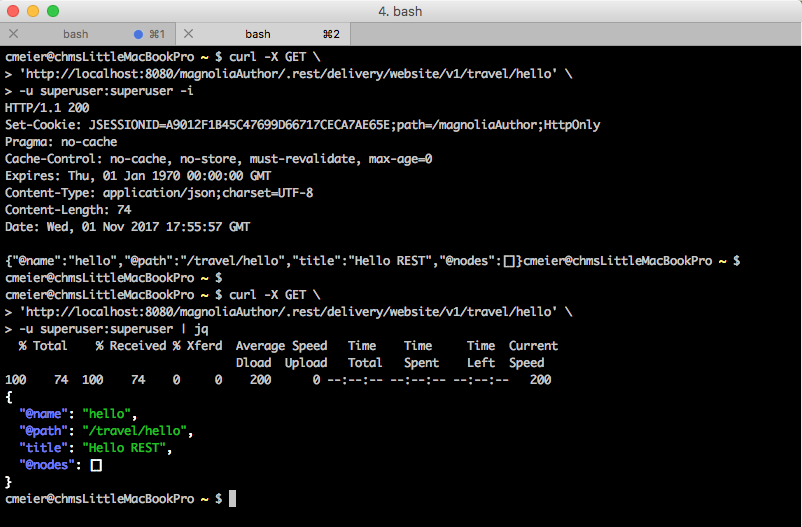 4. bash
bash ⌘1 bash ⌘2
cmeier@chmsLittleMacBookPro ~ $ curl -X GET \
> 'http://localhost:8080/magnoliaAuthor/.rest/delivery/website/v1/travel/hello' \
> -u superuser:superuser -i
HTTP/1.1 200
Set-Cookie: JSESSIONID=A9012F1B45C47699D66717CECA7AE65E;path=/magnoliaAuthor;HttpOnly
Pragma: no-cache
Cache-Control: no-cache, no-store, must-revalidate, max-age=0
Expires: Thu, 01 Jan 1970 00:00:00 GMT
Content-Type: application/json;charset=UTF-8
Content-Length: 74
Date: Wed, 01 Nov 2017 17:55:57 GMT

{"@name":"hello","@path":"/travel/hello","title":"Hello REST","@nodes":[]}cmeier@chmsLittleMacBookPro ~ $
cmeier@chmsLittleMacBookPro ~ $
cmeier@chmsLittleMacBookPro ~ $ curl -X GET \
> 'http://localhost:8080/magnoliaAuthor/.rest/delivery/website/v1/travel/hello' \
> -u superuser:superuser | jq
  % Total    % Received % Xferd  Average Speed   Time    Time     Time  Current
                                 Dload  Upload   Total   Spent    Left  Speed
100    74  100    74    0     0    200      0 --:--:-- --:--:-- --:--:--   200
{
  "@name": "hello",
  "@path": "/travel/hello",
  "title": "Hello REST",
  "@nodes": []
}
cmeier@chmsLittleMacBookPro ~ $